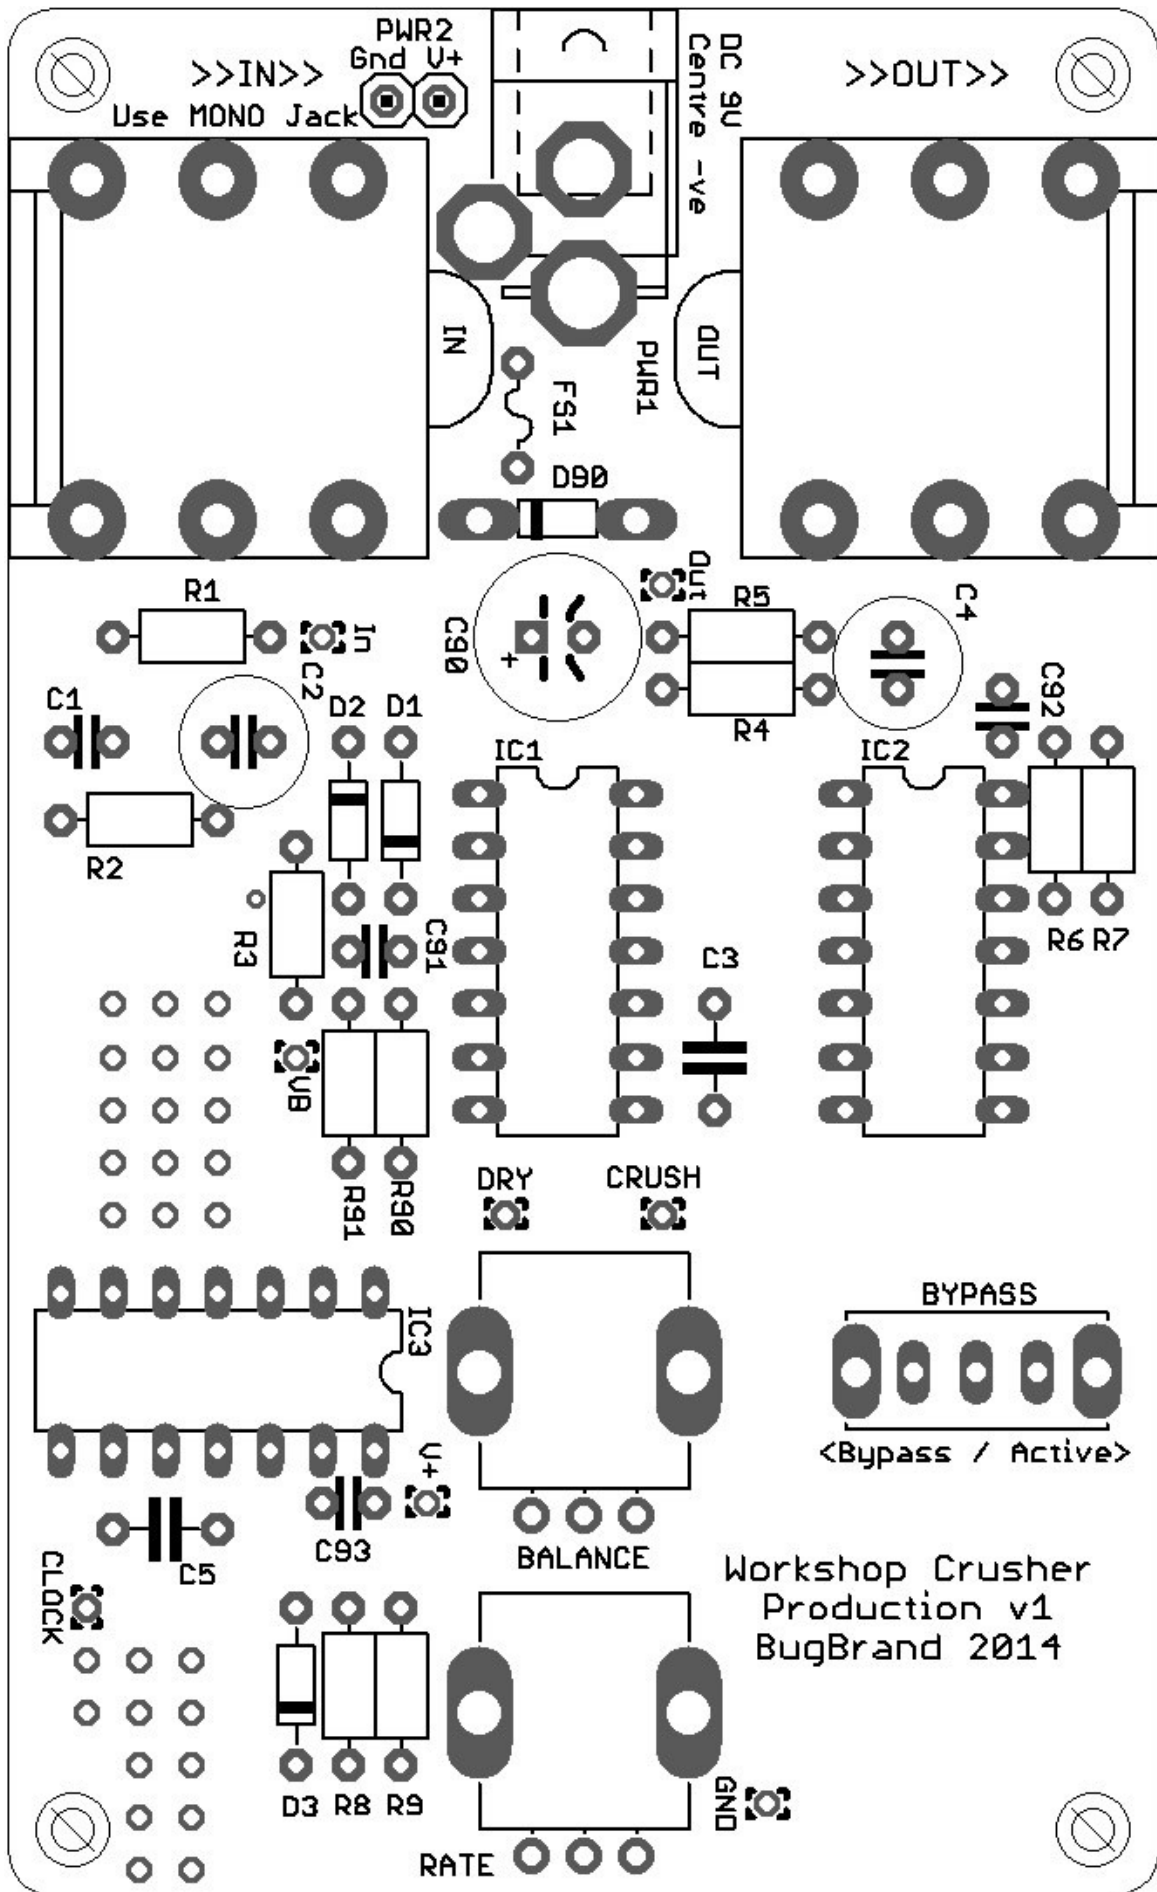 PWR2
Gnd V+
>>IN>>
Use MONO Jack
DC 9V
Centre -ve
>>OUT>>
IN
OUT
PWR1
FS1
D90
R1
In
C2
C1
C90
+
Out
R5
C4
R4
C92
D2
D1
IC1
IC2
R2
R3
C91
R6
R7
C3
VB
R91
R90
DRY
CRUSH
IC3
BYPASS
<Bypass / Active>
V+
C93
C5
BALANCE
CLOCK
Workshop Crusher
Production v1
BugBrand 2014
D3
R8
R9
GND
RATE